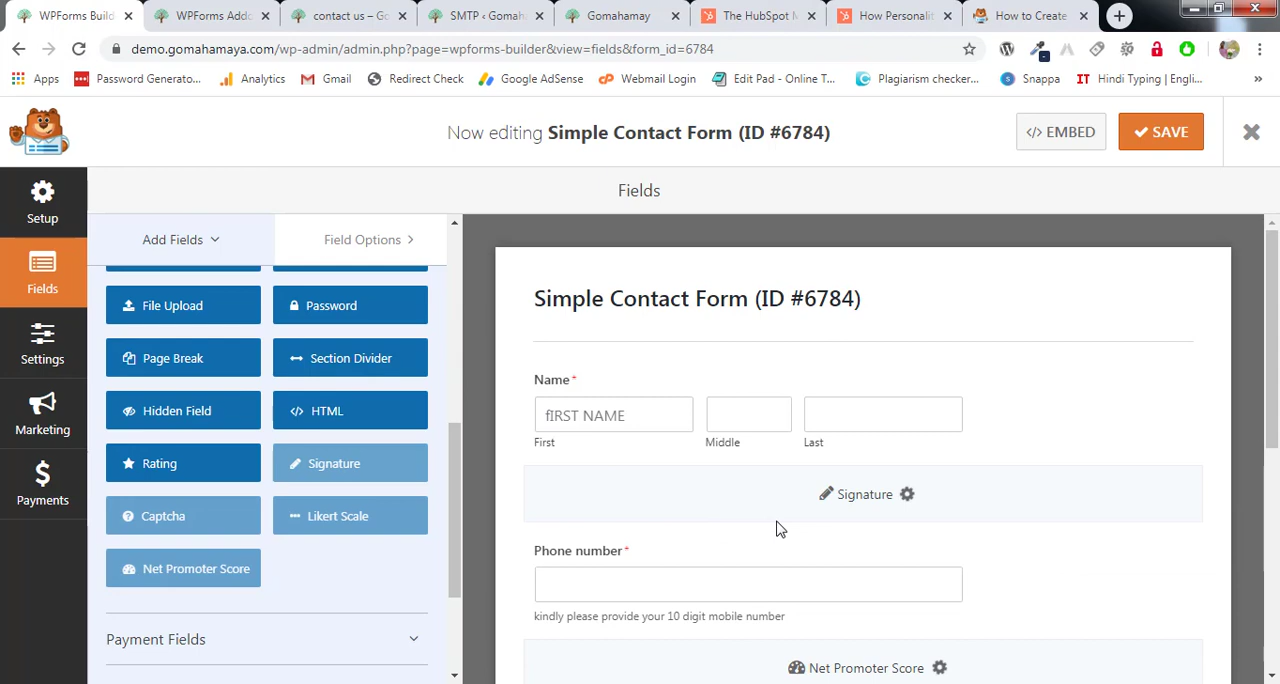 WPForms Buil
WPForms Addo
contact us – Go
SMTP ‹ Gomah
Gomahamay
The HubSpot M
How Personalit
How to Create
demo.gomahamaya.com/wp-admin/admin.php?page=wpforms-builder&view=fields&form_id=6784
Apps
Password Generato...
Analytics
Gmail
Redirect Check
Google AdSense
Webmail Login
Edit Pad - Online T...
Plagiarism checker...
Snappa
IT Hindi Typing | Engli...
»
Now editing Simple Contact Form (ID #6784)
</> EMBED
SAVE
Setup
Fields
Settings
Marketing
Payments
Fields
Add Fields
Field Options
File Upload
Password
Page Break
Section Divider
Hidden Field
</> HTML
Rating
Signature
Captcha
Likert Scale
Net Promoter Score
Payment Fields
Simple Contact Form (ID #6784)
Name*
fIRST NAME
First
Middle
Last
Signature
Phone number*
kindly please provide your 10 digit mobile number
Net Promoter Score